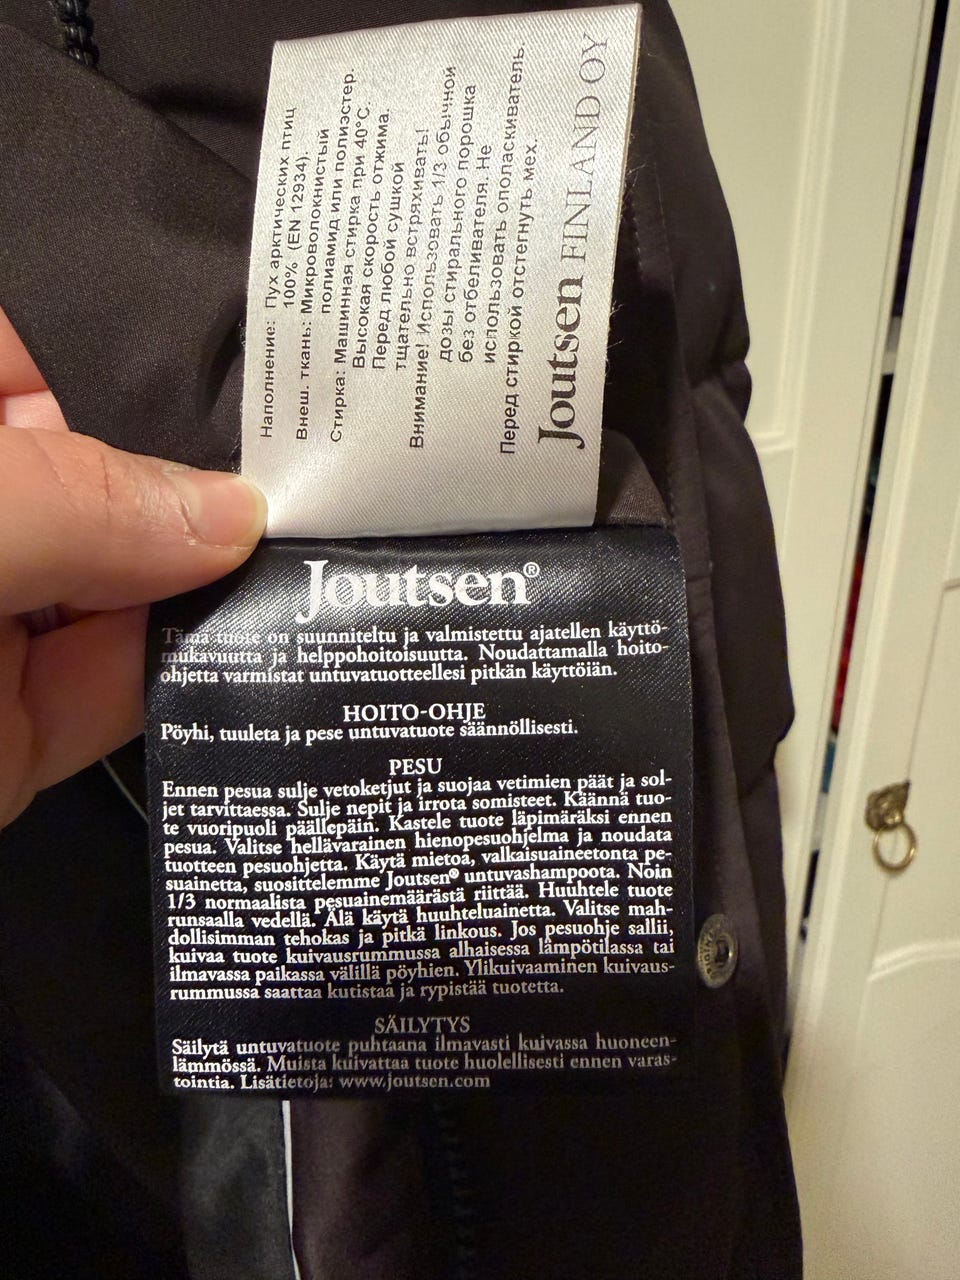 Наполнение: Пух арктических птиц
100% (EN 12934).
Внеш. ткань: Микроволокнистый
полиамид или полиэстер.
Стирка: Машинная стирка при 40°C.
Высокая скорость отжима.
Перед любой сушкой
тщательно встряхивать!
Внимание! Использовать 1/3 обычной
дозы стирального порошка
без отбеливателя. Не
использовать ополаскиватель.
Перед стиркой отстегнуть мех.
Joutsen FINLAND OY
Joutsen®
Tämä tuote on suunniteltu ja valmistettu ajatellen käyttö-
mukavuutta ja helppohoitoisuutta. Noudattamalla hoito-
ohjetta varmistat untuvatuotteellesi pitkän käyttöiän.
HOITO-OHJE
Pöyhi, tuuleta ja pese untuvatuote säännöllisesti.
PESU
Ennen pesua sulje vetoketjut ja suojaa vetimien päät ja sol-
jet tarvittaessa. Sulje nepit ja irrota somisteet. Käännä tuo-
te vuoripuoli päällepäin. Kastele tuote läpimäräksi ennen
pesua. Valitse hellävarainen hienopesuohjelma ja noudata
tuotteen pesuohjetta. Käytä mietoa, valkaisuaineetonta pe-
suainetta, suosittelemme Joutsen® untuvashampoota. Noin
1/3 normaalista pesuainemäärästä riittää. Huuhtele tuote
runsaalla vedellä. Älä käytä huuhteluainetta. Valitse mah-
dollisimman tehokas ja pitkä linkous. Jos pesuohje sallii,
kuivaa tuote kuivausrummussa alhaisessa lämpötilassa tai
ilmavassa paikassa välillä pöyhien. Ylikuivaaminen kuivaus-
rummussa saattaa kutistaa ja rypistää tuotetta.
SÄILYTYS
Säilytä untuvatuote puhtaana ilmavasti kuivassa huoneen-
lämmössä. Muista kuivattaa tuote huolellisesti ennen varas-
tointia. Lisätietoja: www.joutsen.com